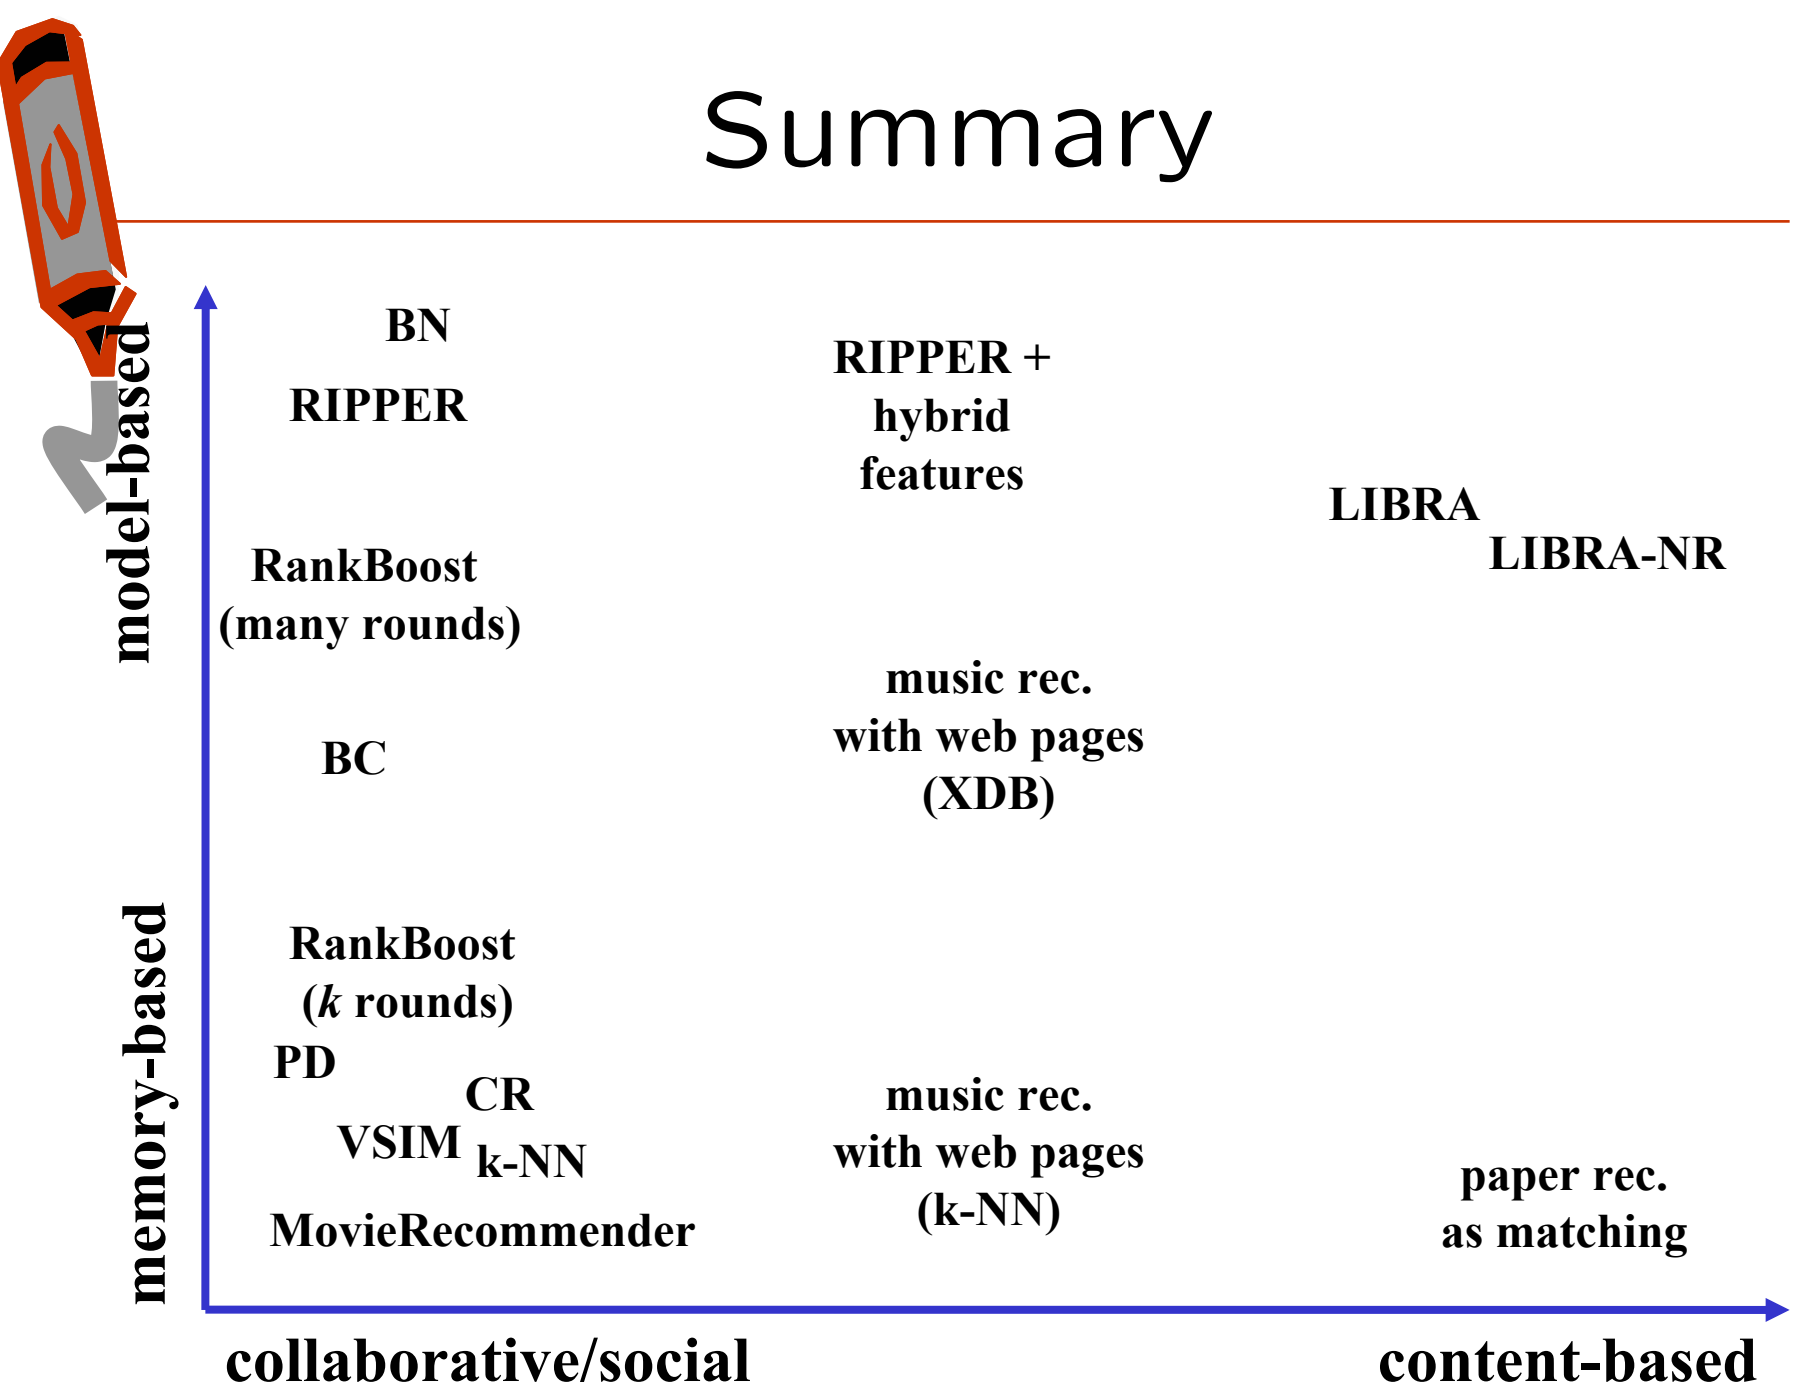 Summary
model-based
memory-based
BN
RIPPER
RankBoost
(many rounds)
BC
RankBoost
(k rounds)
PD
CR
VSIM
k-NN
MovieRecommender
RIPPER +
hybrid
features
music rec.
with web pages
(XDB)
music rec.
with web pages
(k-NN)
LIBRA
LIBRA-NR
paper rec.
as matching
collaborative/social
content-based